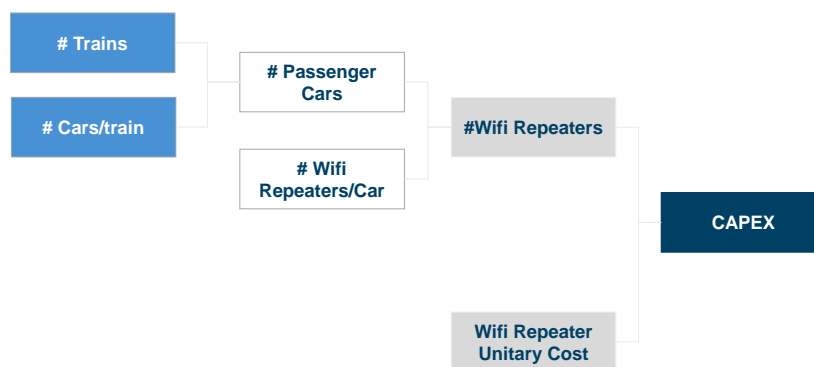 # Trains
# Passenger
Cars
# Cars/train
#Wifi Repeaters
# Wifi
Repeaters/Car
CAPEX
Wifi Repeater
Unitary Cost